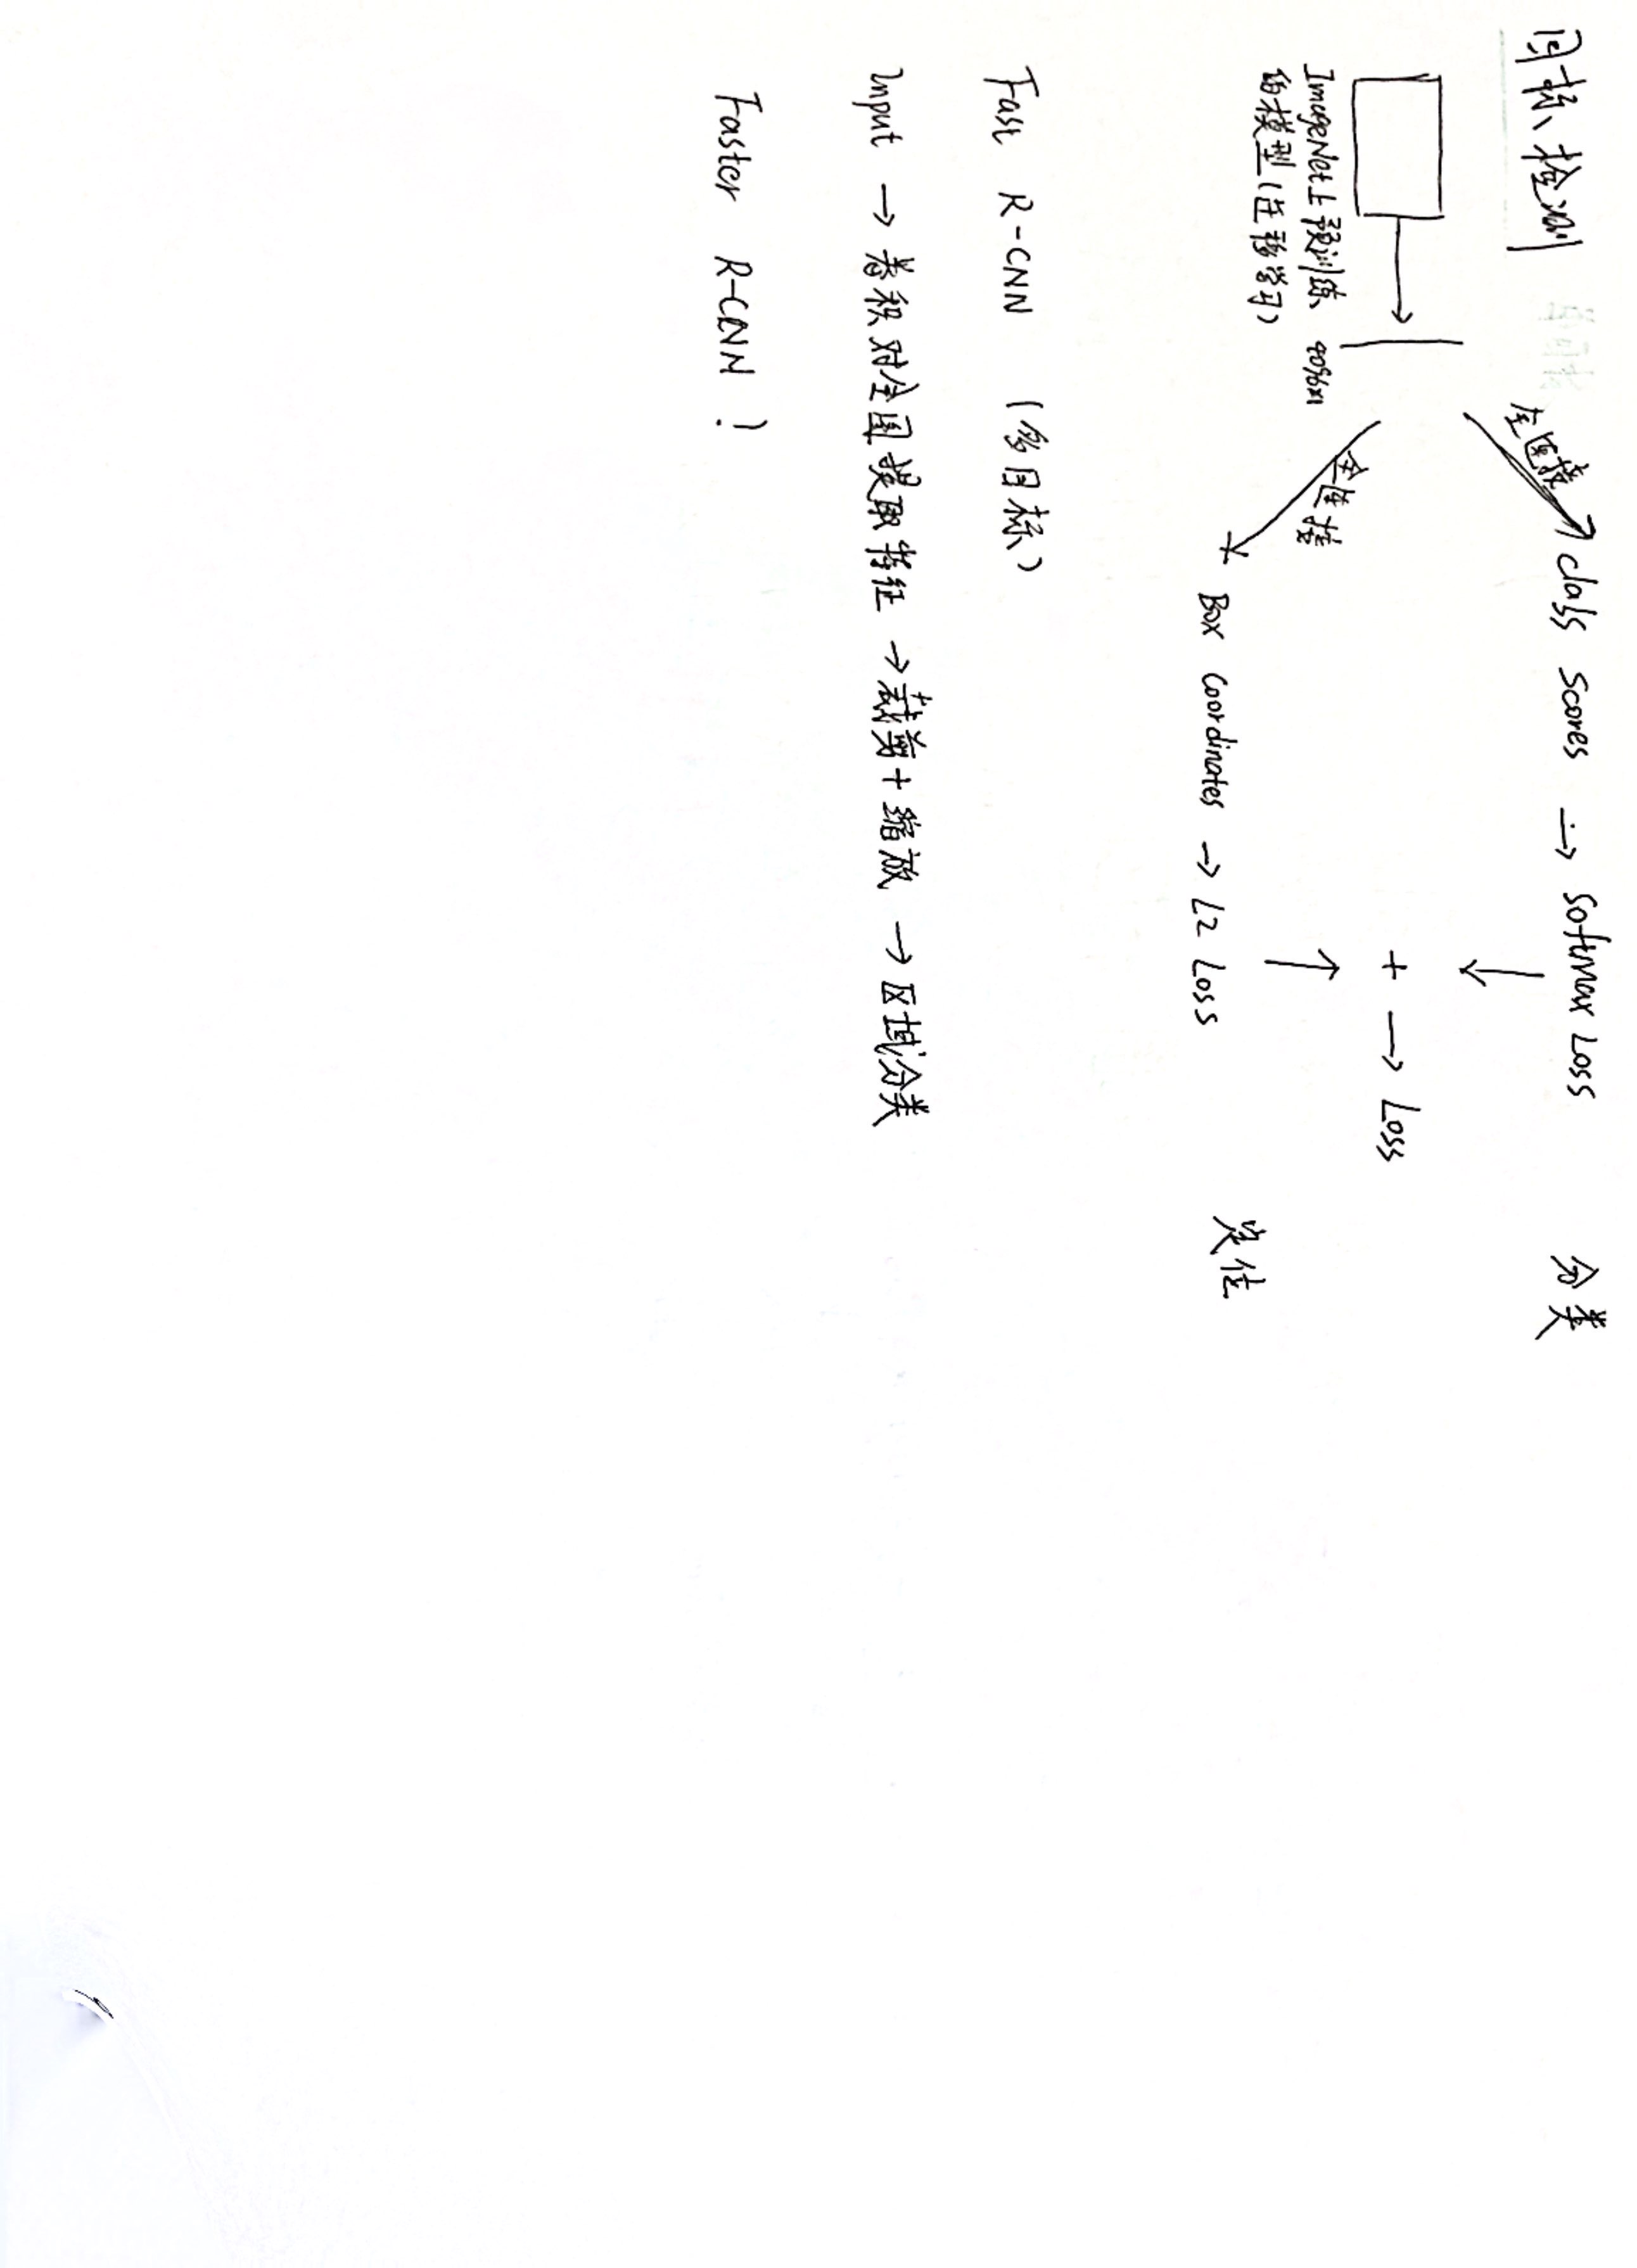 目标检测
全连接 class scores → Softmax Loss 分类
+ → Loss
ImageNet上预训练 4096x1
的模型(迁移学习)
全连接
Box Coordinates → L2 Loss 定位
Fast R-CNN (多目标)
Input → 卷积对全图提取特征 → 裁剪+缩放 → 区域分类
Faster R-CNN !